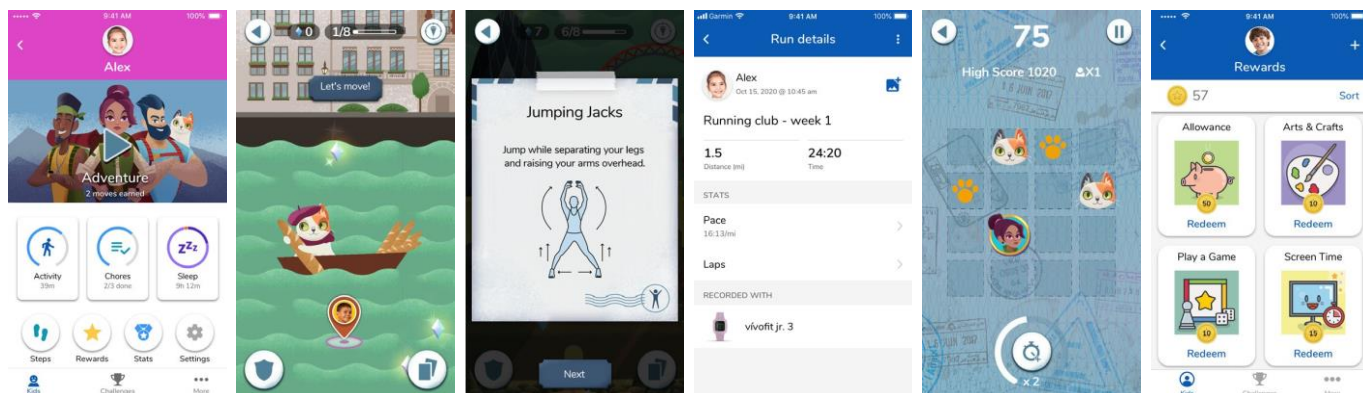 9:41 AM
100%
Alex
Adventure
2 moves earned
Activity
39m
Chores
2/3 done
Sleep
9h 12m
Steps
Rewards
Stats
Settings
Kids
Challenges
More
0
1/8
Let's move!
7
6/8
Jumping Jacks
Jump while separating your legs
and raising your arms overhead.
Next
Garmin
9:41 AM
100%
Run details
Alex
Oct 15, 2020 @ 10:45 am
Running club - week 1
1.5
24:20
Distance (mi)
Time
STATS
Pace
16:13/mi
Laps
RECORDED WITH
vívofit jr. 3
75
High Score 1020
X1
x 2
9:41 AM
100%
Rewards
57
Sort
Allowance
Arts & Crafts
50
10
Redeem
Redeem
Play a Game
Screen Time
10
15
Redeem
Redeem
Kids
Challenges
More